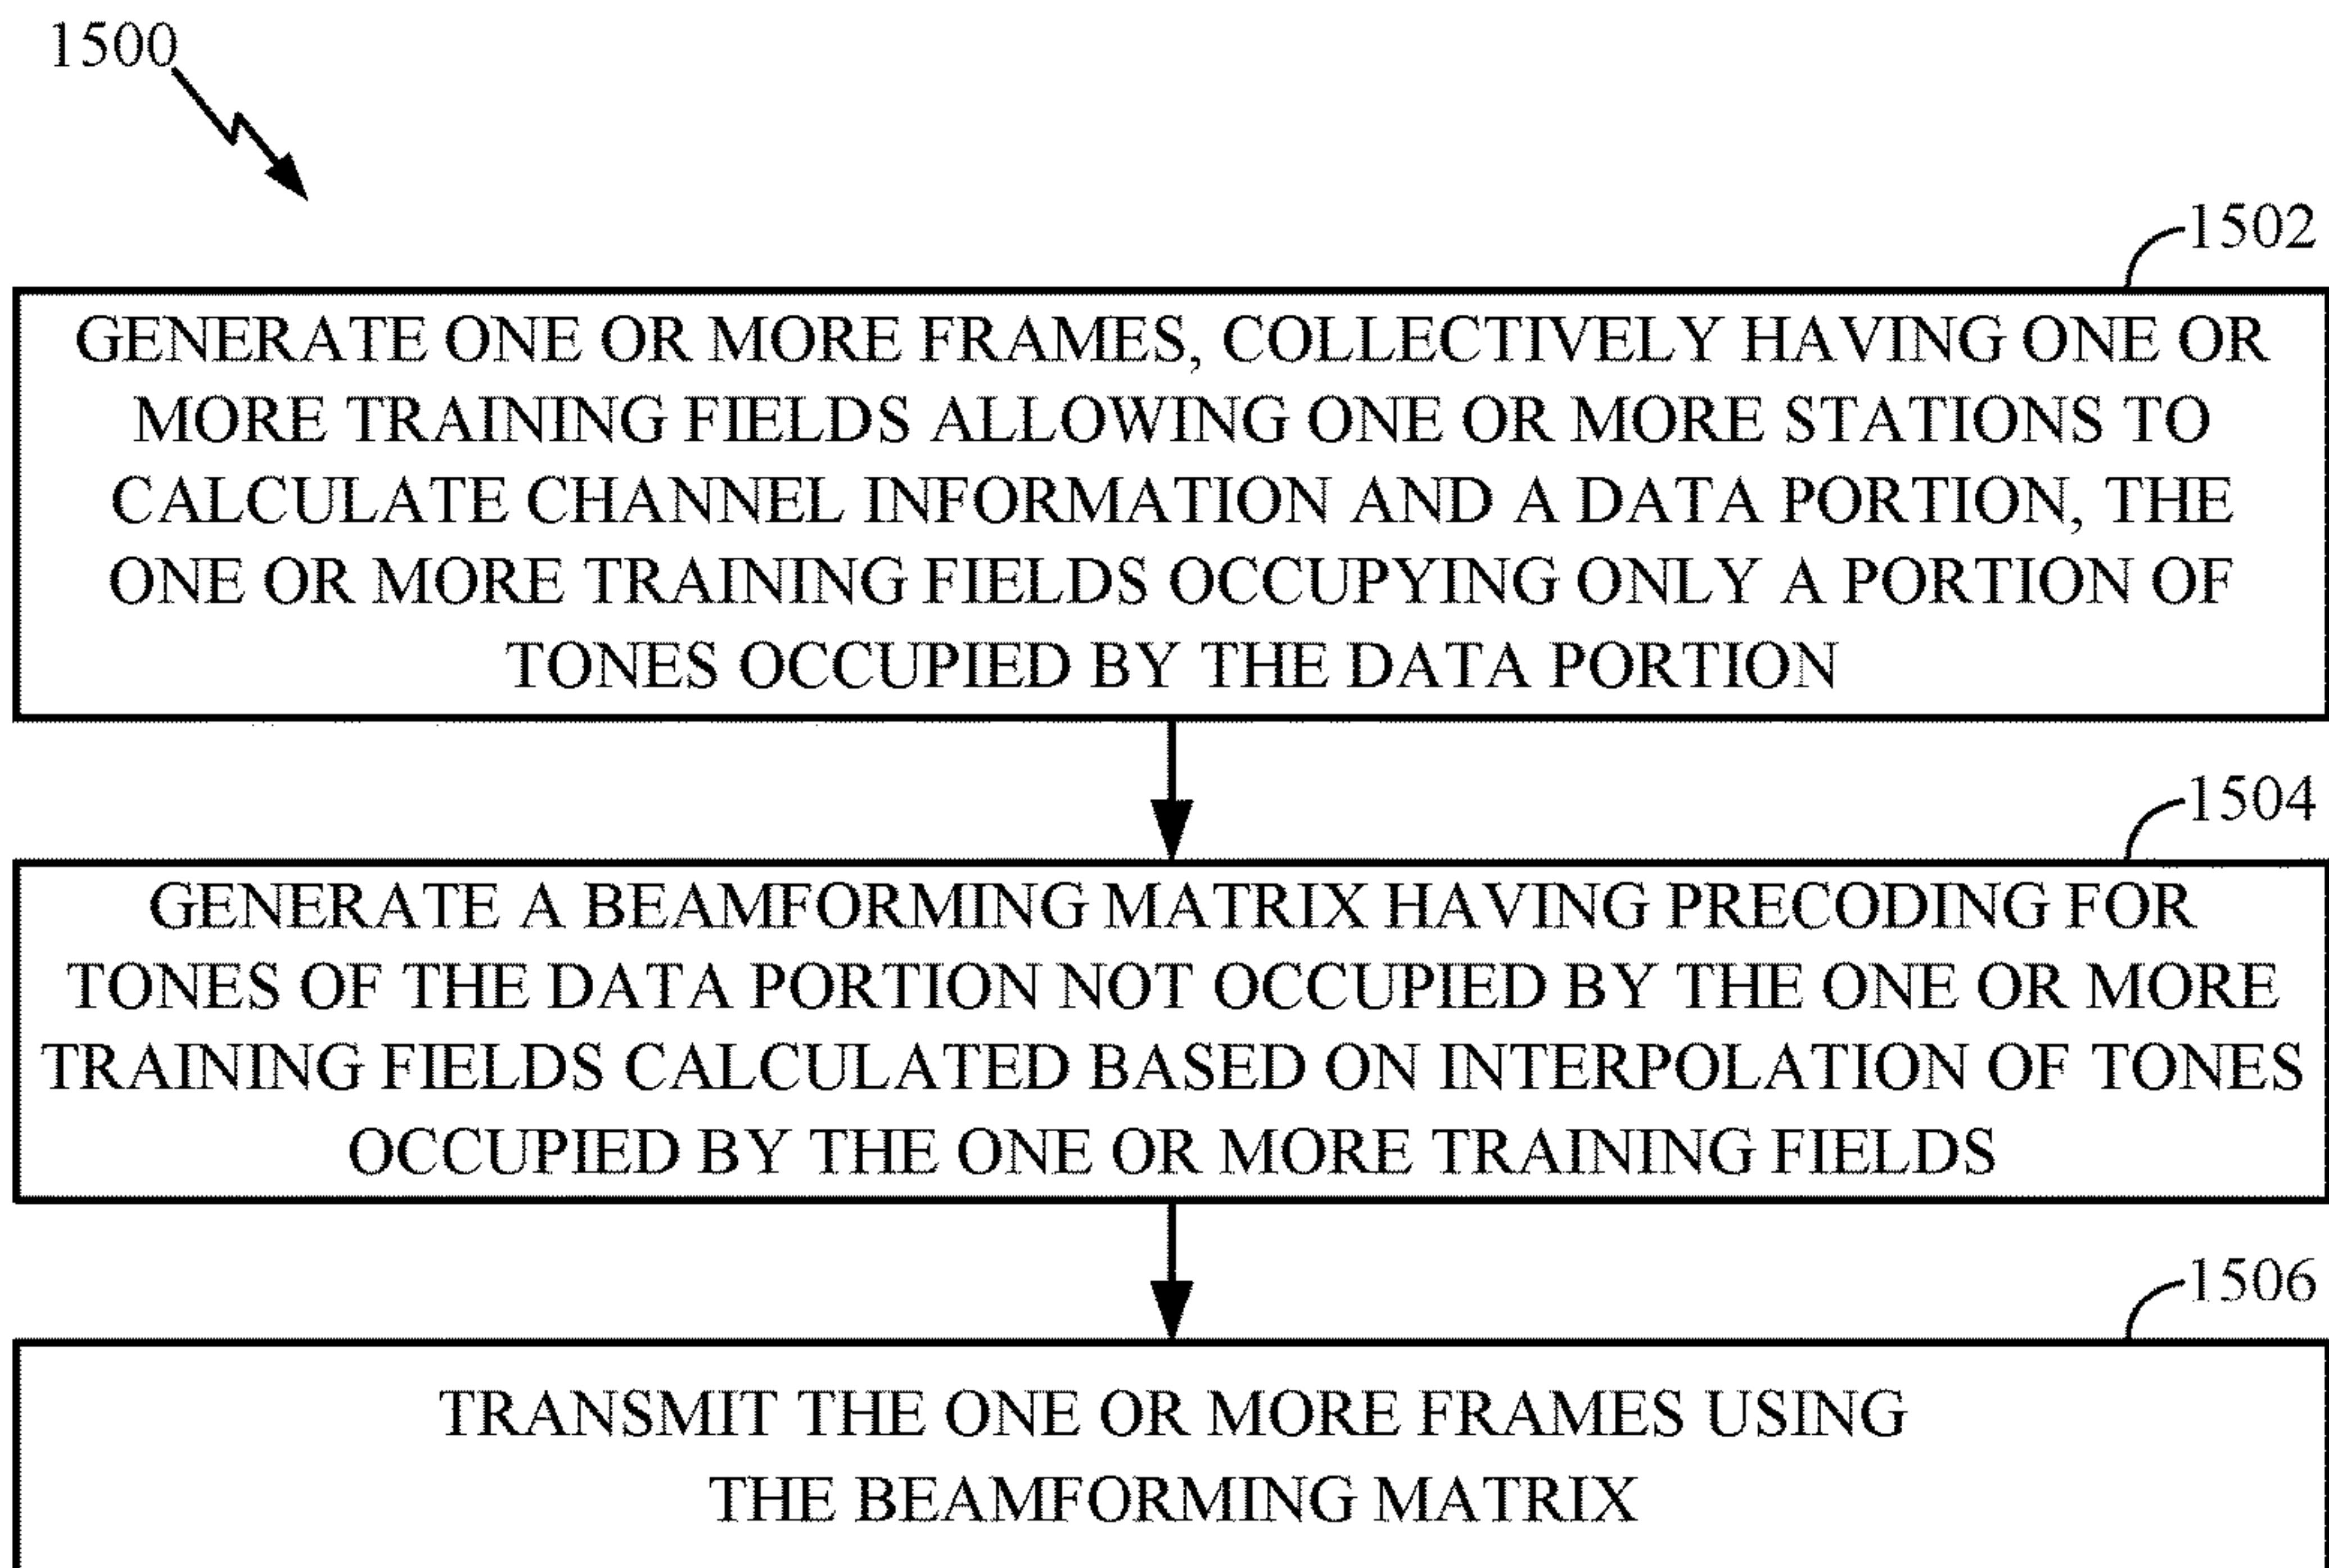 1500
1502
GENERATE ONE OR MORE FRAMES, COLLECTIVELY HAVING ONE OR
MORE TRAINING FIELDS ALLOWING ONE OR MORE STATIONS TO
CALCULATE CHANNEL INFORMATION AND A DATA PORTION, THE
ONE OR MORE TRAINING FIELDS OCCUPYING ONLY A PORTION OF
TONES OCCUPIED BY THE DATA PORTION
1504
GENERATE A BEAMFORMING MATRIX HAVING PRECODING FOR
TONES OF THE DATA PORTION NOT OCCUPIED BY THE ONE OR MORE
TRAINING FIELDS CALCULATED BASED ON INTERPOLATION OF TONES
OCCUPIED BY THE ONE OR MORE TRAINING FIELDS
1506
TRANSMIT THE ONE OR MORE FRAMES USING
THE BEAMFORMING MATRIX